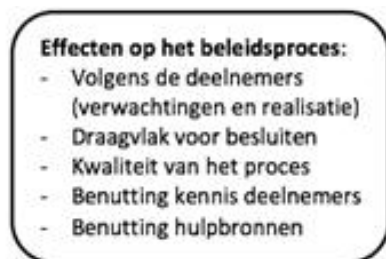 Effecten op het beleidsproces:
- Volgens de deelnemers
(verwachtingen en realisatie)
- Draagvlak voor besluiten
- Kwaliteit van het proces
- Benutting kennis deelnemers
- Benutting hulpbronnen